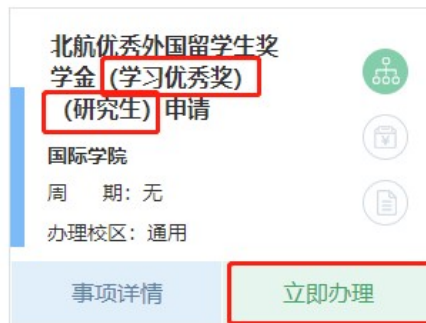 北航优秀外国留学生奖
学金 (学习优秀奖)
(研究生) 申请
国际学院
周 期：无
办理校区：通用
事项详情
立即办理